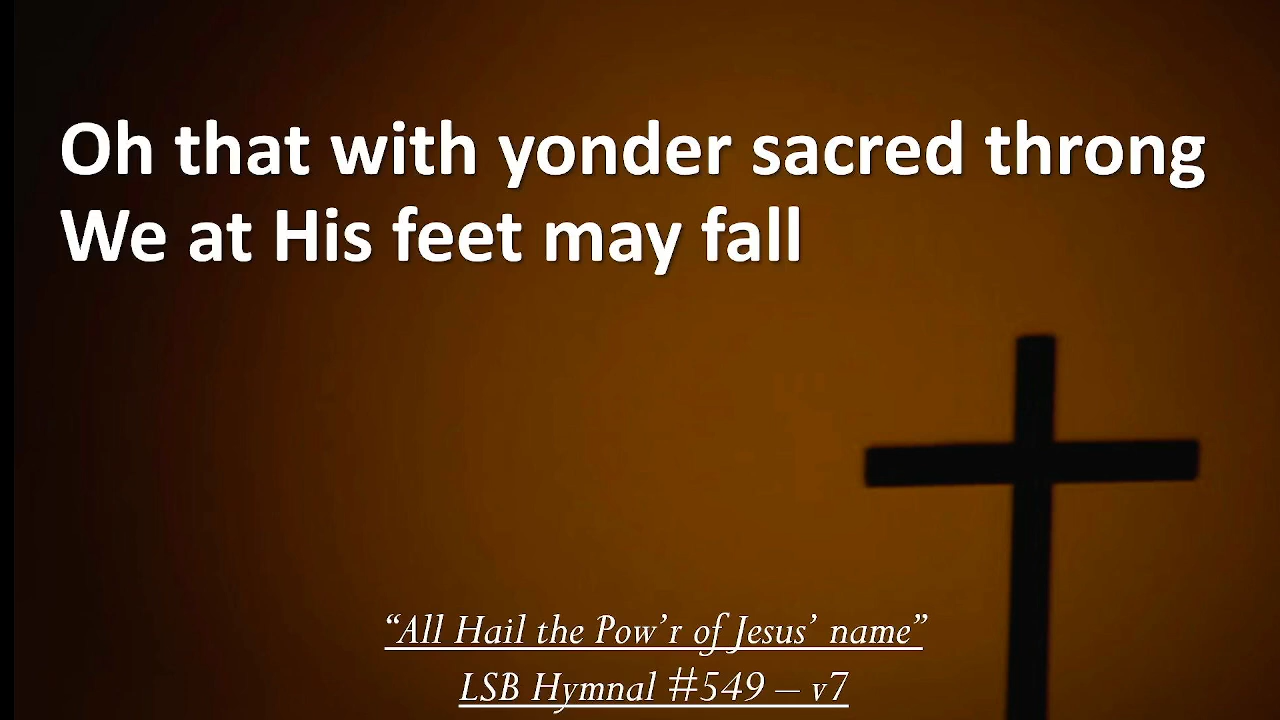 Oh that with yonder sacred throng
We at His feet may fall
“All Hail the Pow’r of Jesus’ name”
LSB Hymnal #549 – v7